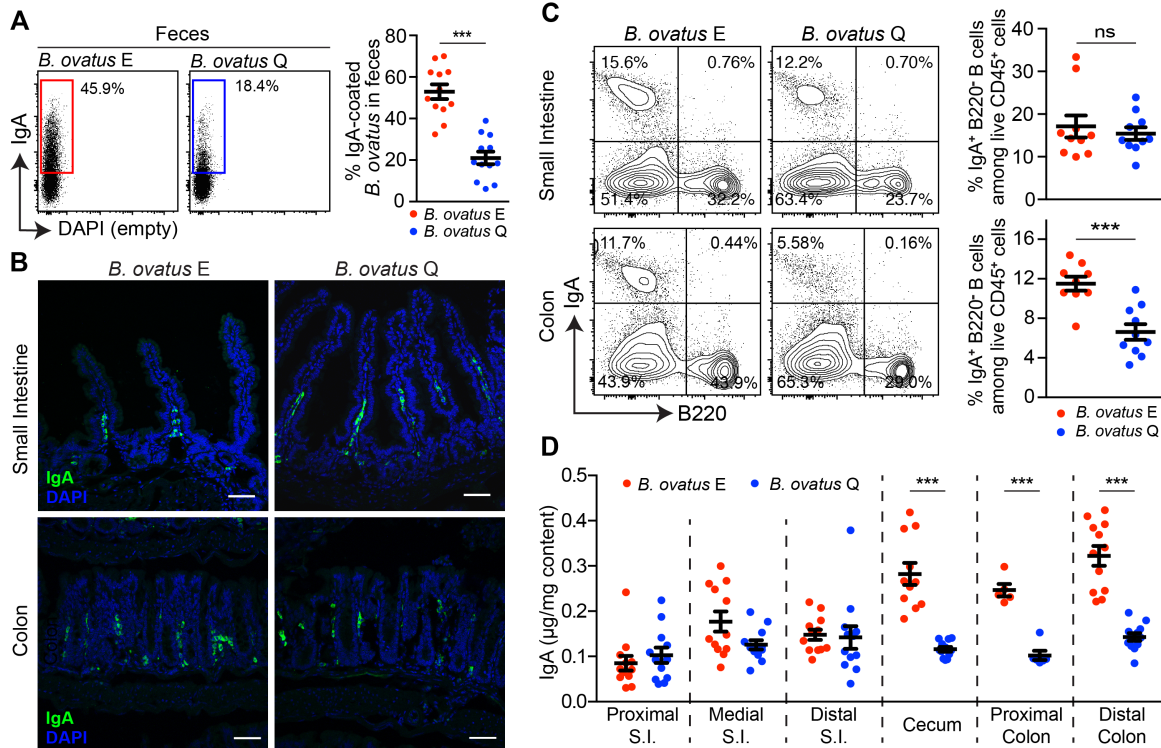 A
Feces
B. ovatus E
B. ovatus Q
45.9%
18.4%
IgA
DAPI (empty)
% IgA-coated
B. ovatus in feces
80
60
40
20
0
***
B. ovatus E
B. ovatus Q
B
B. ovatus E
B. ovatus Q
Small Intestine
IgA
DAPI
Colon
Colon
IgA
DAPI
C
B. ovatus E
B. ovatus Q
Small Intestine
15.6%
0.76%
51.4%
32.2%
12.2%
0.70%
63.4%
23.7%
Colon
11.7%
0.44%
43.9%
43.9%
5.58%
0.16%
65.3%
29.0%
IgA
B220
% IgA⁺ B220⁻ B cells
among live CD45⁺ cells
40
30
20
10
0
ns
% IgA⁺ B220⁻ B cells
among live CD45⁺ cells
16
12
8
4
0
***
B. ovatus E
B. ovatus Q
D
IgA (µg/mg content)
0.5
0.4
0.3
0.2
0.1
0.0
B. ovatus E
B. ovatus Q
***
***
***
Proximal
S.I.
Medial
S.I.
Distal
S.I.
Cecum
Proximal
Colon
Distal
Colon